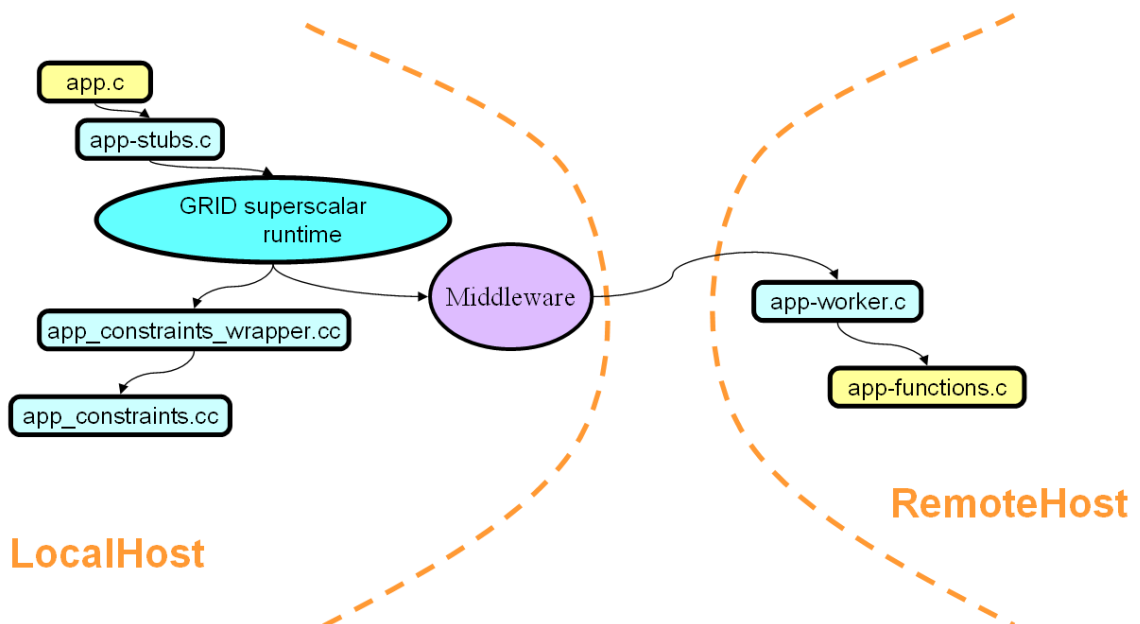 app.c
app-stubs.c
GRID superscalar
runtime
Middleware
app-worker.c
app_constraints_wrapper.cc
app-functions.c
app_constraints.cc
RemoteHost
LocalHost